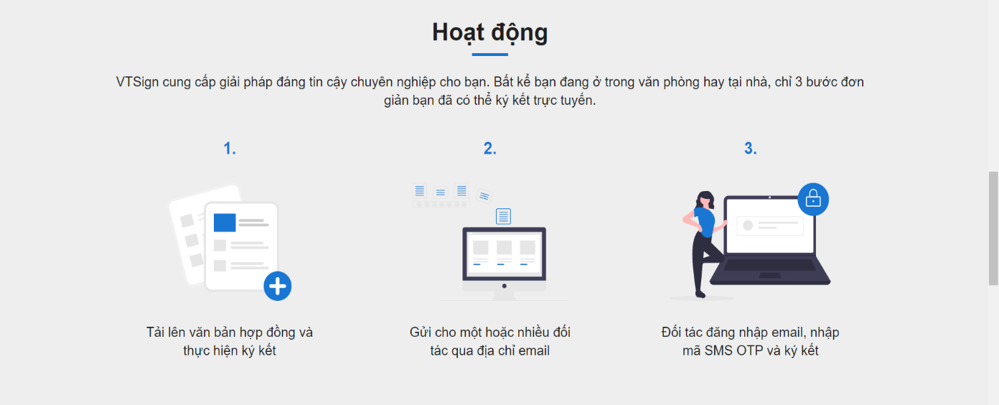 Hoạt động
VTSign cung cấp giải pháp đáng tin cậy chuyên nghiệp cho bạn. Bất kể bạn đang ở trong văn phòng hay tại nhà, chỉ 3 bước đơn
giản bạn đã có thể ký kết trực tuyến.
1.
Tải lên văn bản hợp đồng và
thực hiện ký kết
2.
Gửi cho một hoặc nhiều đối
tác qua địa chỉ email
3.
Đối tác đăng nhập email, nhập
mã SMS OTP và ký kết